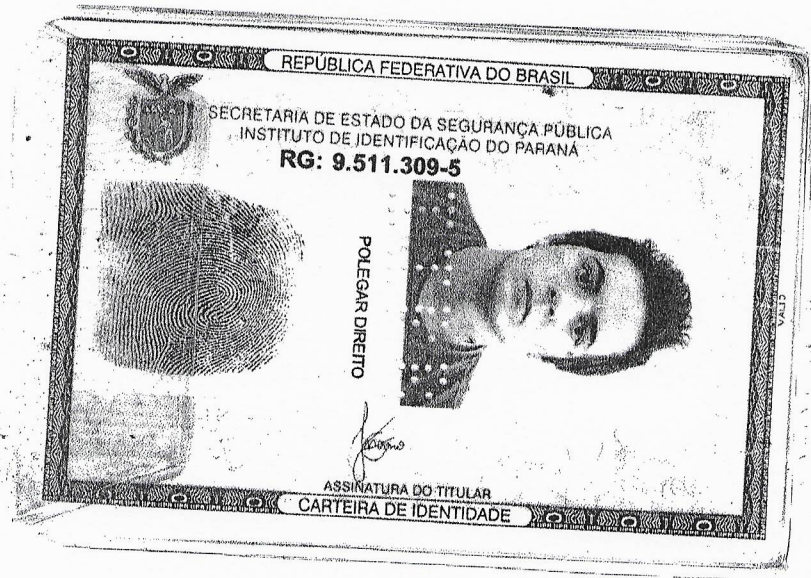 REPÚBLICA FEDERATIVA DO BRASIL
SECRETARIA DE ESTADO DA SEGURANÇA PÚBLICA
INSTITUTO DE IDENTIFICAÇÃO DO PARANÁ
RG: 9.511.309-5
POLEGAR DIREITO
ASSINATURA DO TITULAR
CARTEIRA DE IDENTIDADE